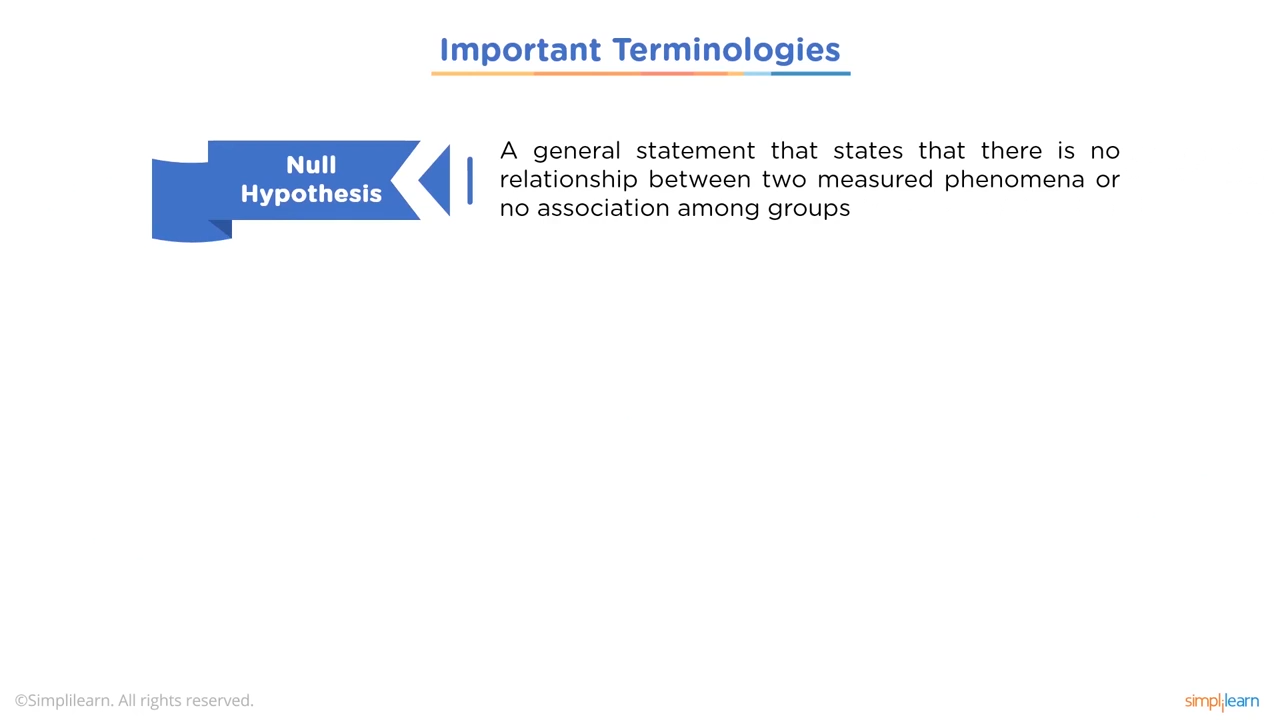 Important Terminologies
Null
Hypothesis
A general statement that states that there is no
relationship between two measured phenomena or
no association among groups
©Simplilearn. All rights reserved.
simplilearn